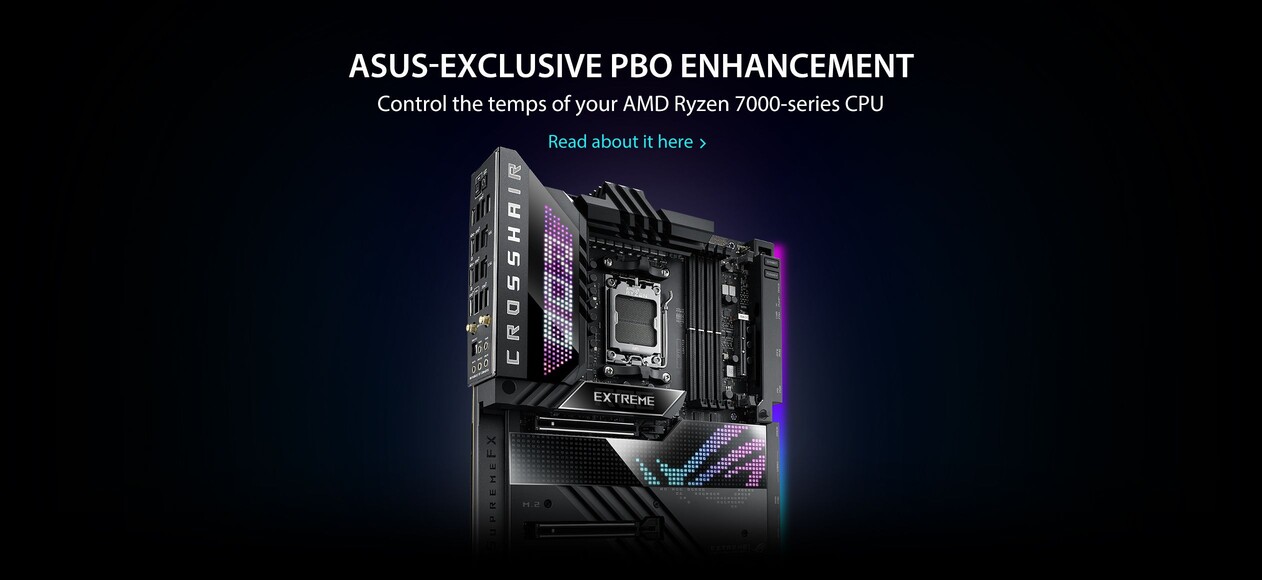 ASUS-EXCLUSIVE PBO ENHANCEMENT
Control the temps of your AMD Ryzen 7000-series CPU
Read about it here >
CROSSHAIR
EXTREME
SUPREMEFX
M.2